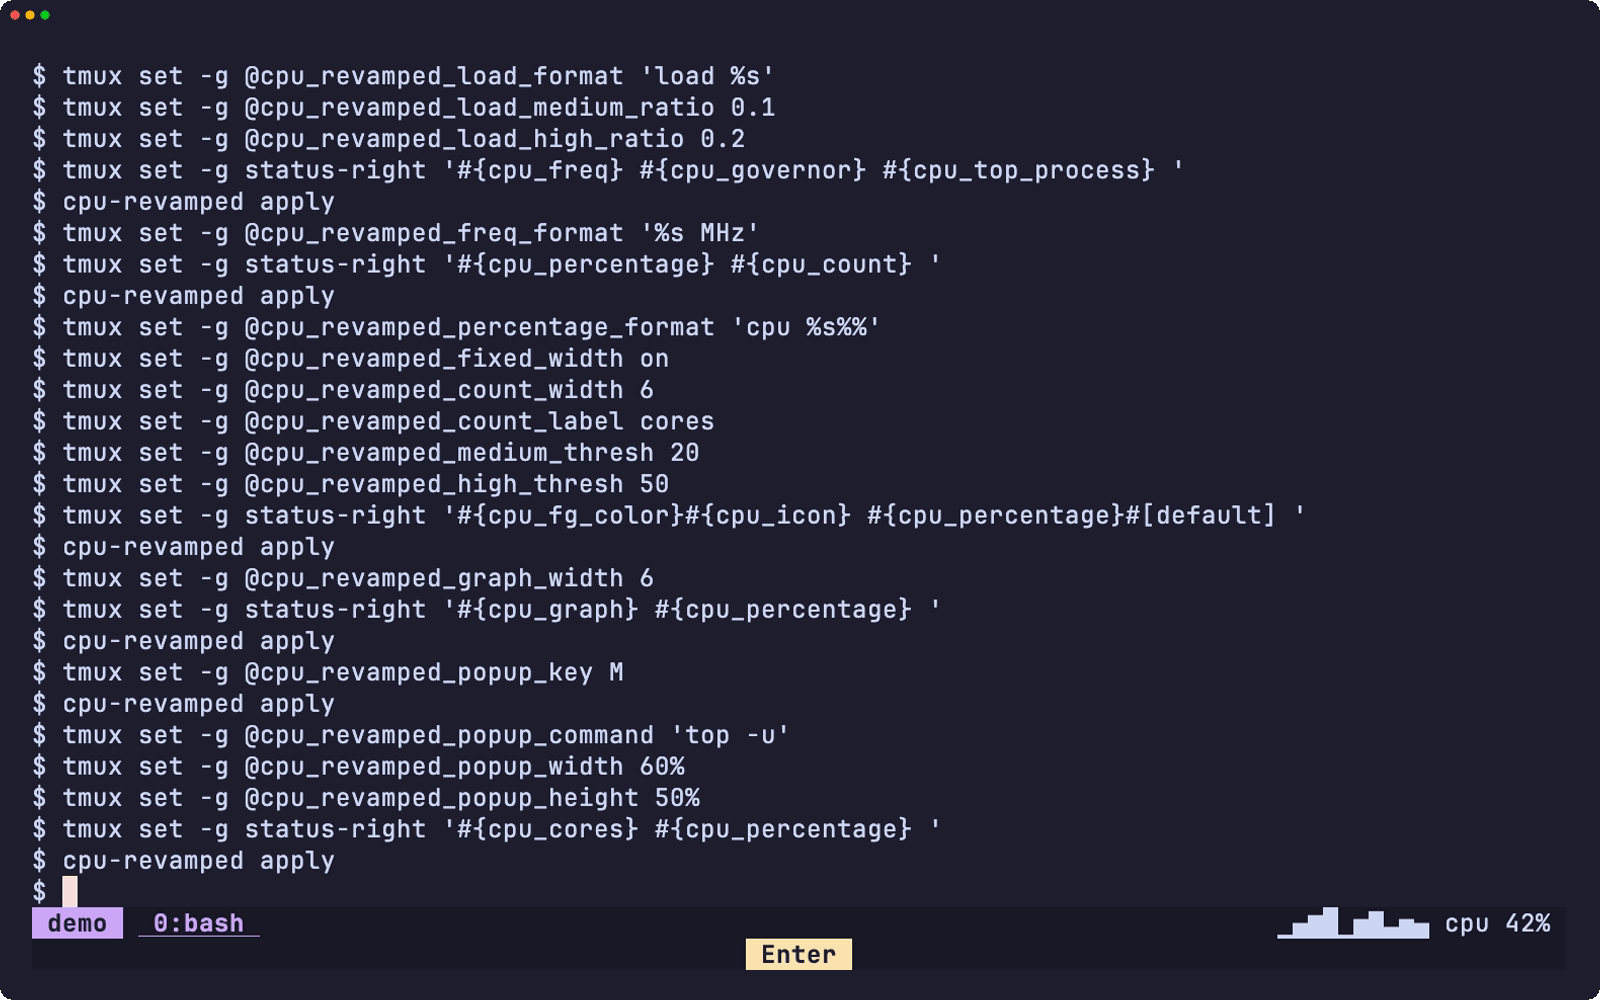 $ tmux set -g @cpu_revamped_load_format 'load %s'
$ tmux set -g @cpu_revamped_load_medium_ratio 0.1
$ tmux set -g @cpu_revamped_load_high_ratio 0.2
$ tmux set -g status-right '#{cpu_freq} #{cpu_governor} #{cpu_top_process} '
$ cpu-revamped apply
$ tmux set -g @cpu_revamped_freq_format '%s MHz'
$ tmux set -g status-right '#{cpu_percentage} #{cpu_count} '
$ cpu-revamped apply
$ tmux set -g @cpu_revamped_percentage_format 'cpu %s%%'
$ tmux set -g @cpu_revamped_fixed_width on
$ tmux set -g @cpu_revamped_count_width 6
$ tmux set -g @cpu_revamped_count_label cores
$ tmux set -g @cpu_revamped_medium_thresh 20
$ tmux set -g @cpu_revamped_high_thresh 50
$ tmux set -g status-right '#{cpu_fg_color}#{cpu_icon} #{cpu_percentage}#[default] '
$ cpu-revamped apply
$ tmux set -g @cpu_revamped_graph_width 6
$ tmux set -g status-right '#{cpu_graph} #{cpu_percentage} '
$ cpu-revamped apply
$ tmux set -g @cpu_revamped_popup_key M
$ cpu-revamped apply
$ tmux set -g @cpu_revamped_popup_command 'top -u'
$ tmux set -g @cpu_revamped_popup_width 60%
$ tmux set -g @cpu_revamped_popup_height 50%
$ tmux set -g status-right '#{cpu_cores} #{cpu_percentage} '
$ cpu-revamped apply
$
demo 0:bash ▁▃▅▇▁▄▆▃▄▃ cpu 42%
Enter